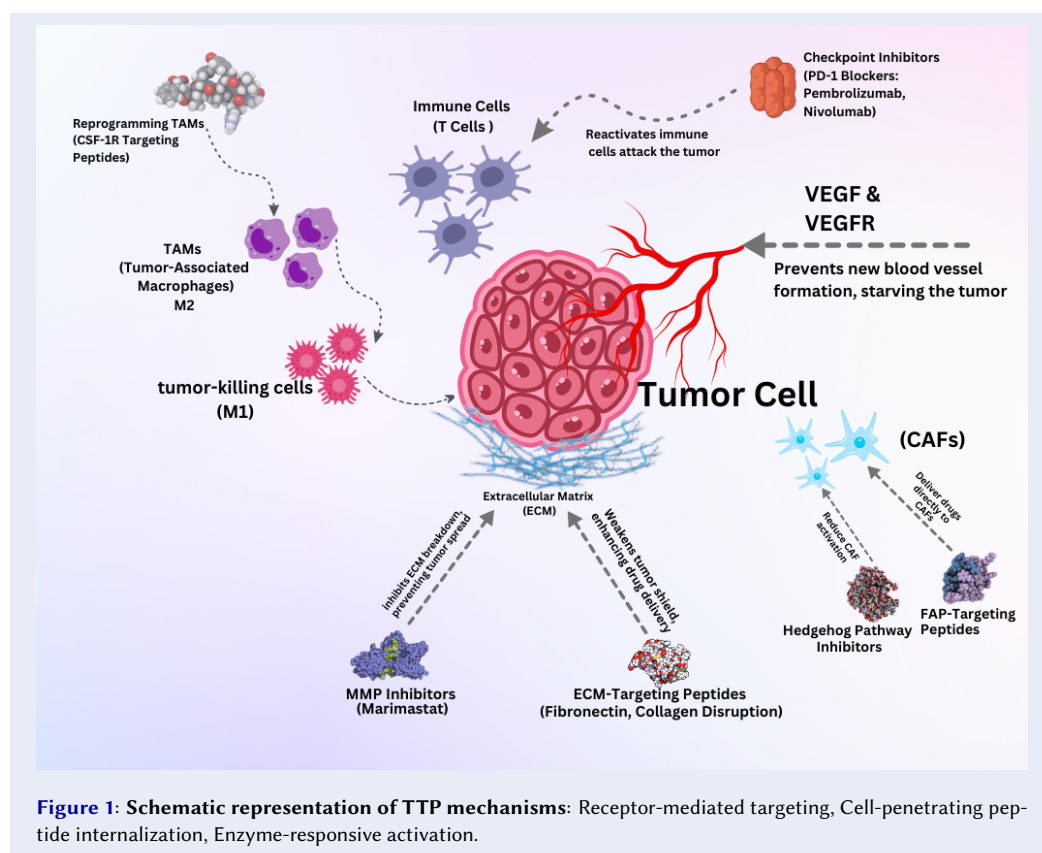 Reprogramming TAMs
(CSF-1R Targeting
Peptides)
Immune Cells
(T Cells )
Checkpoint Inhibitors
(PD-1 Blockers:
Pembrolizumab,
Nivolumab)
Reactivates immune
cells attack the tumor
VEGF &
VEGFR
Prevents new blood vessel
formation, starving the tumor
TAMs
(Tumor-Associated
Macrophages)
M2
tumor-killing cells
(M1)
Tumor Cell
(CAFs)
Deliver drugs
directly to
CAFs
Reduce CAF
activation
Extracellular Matrix
(ECM)
inhibits ECM breakdown,
preventing tumor spread
Weakens tumor shield,
enhancing drug delivery
FAP-Targeting
Peptides
Hedgehog Pathway
Inhibitors
MMP Inhibitors
(Marimastat)
ECM-Targeting Peptides
(Fibronectin, Collagen Disruption)
Figure 1: Schematic representation of TTP mechanisms: Receptor-mediated targeting, Cell-penetrating pep-
tide internalization, Enzyme-responsive activation.